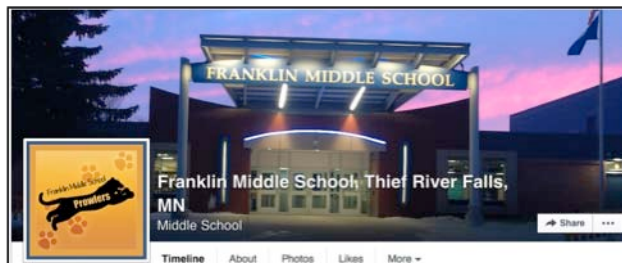 FRANKLIN MIDDLE SCHOOL
Franklin Middle School
Prowlers
Franklin Middle School, Thief River Falls,
MN
Middle School
Share
Timeline About Photos Likes More